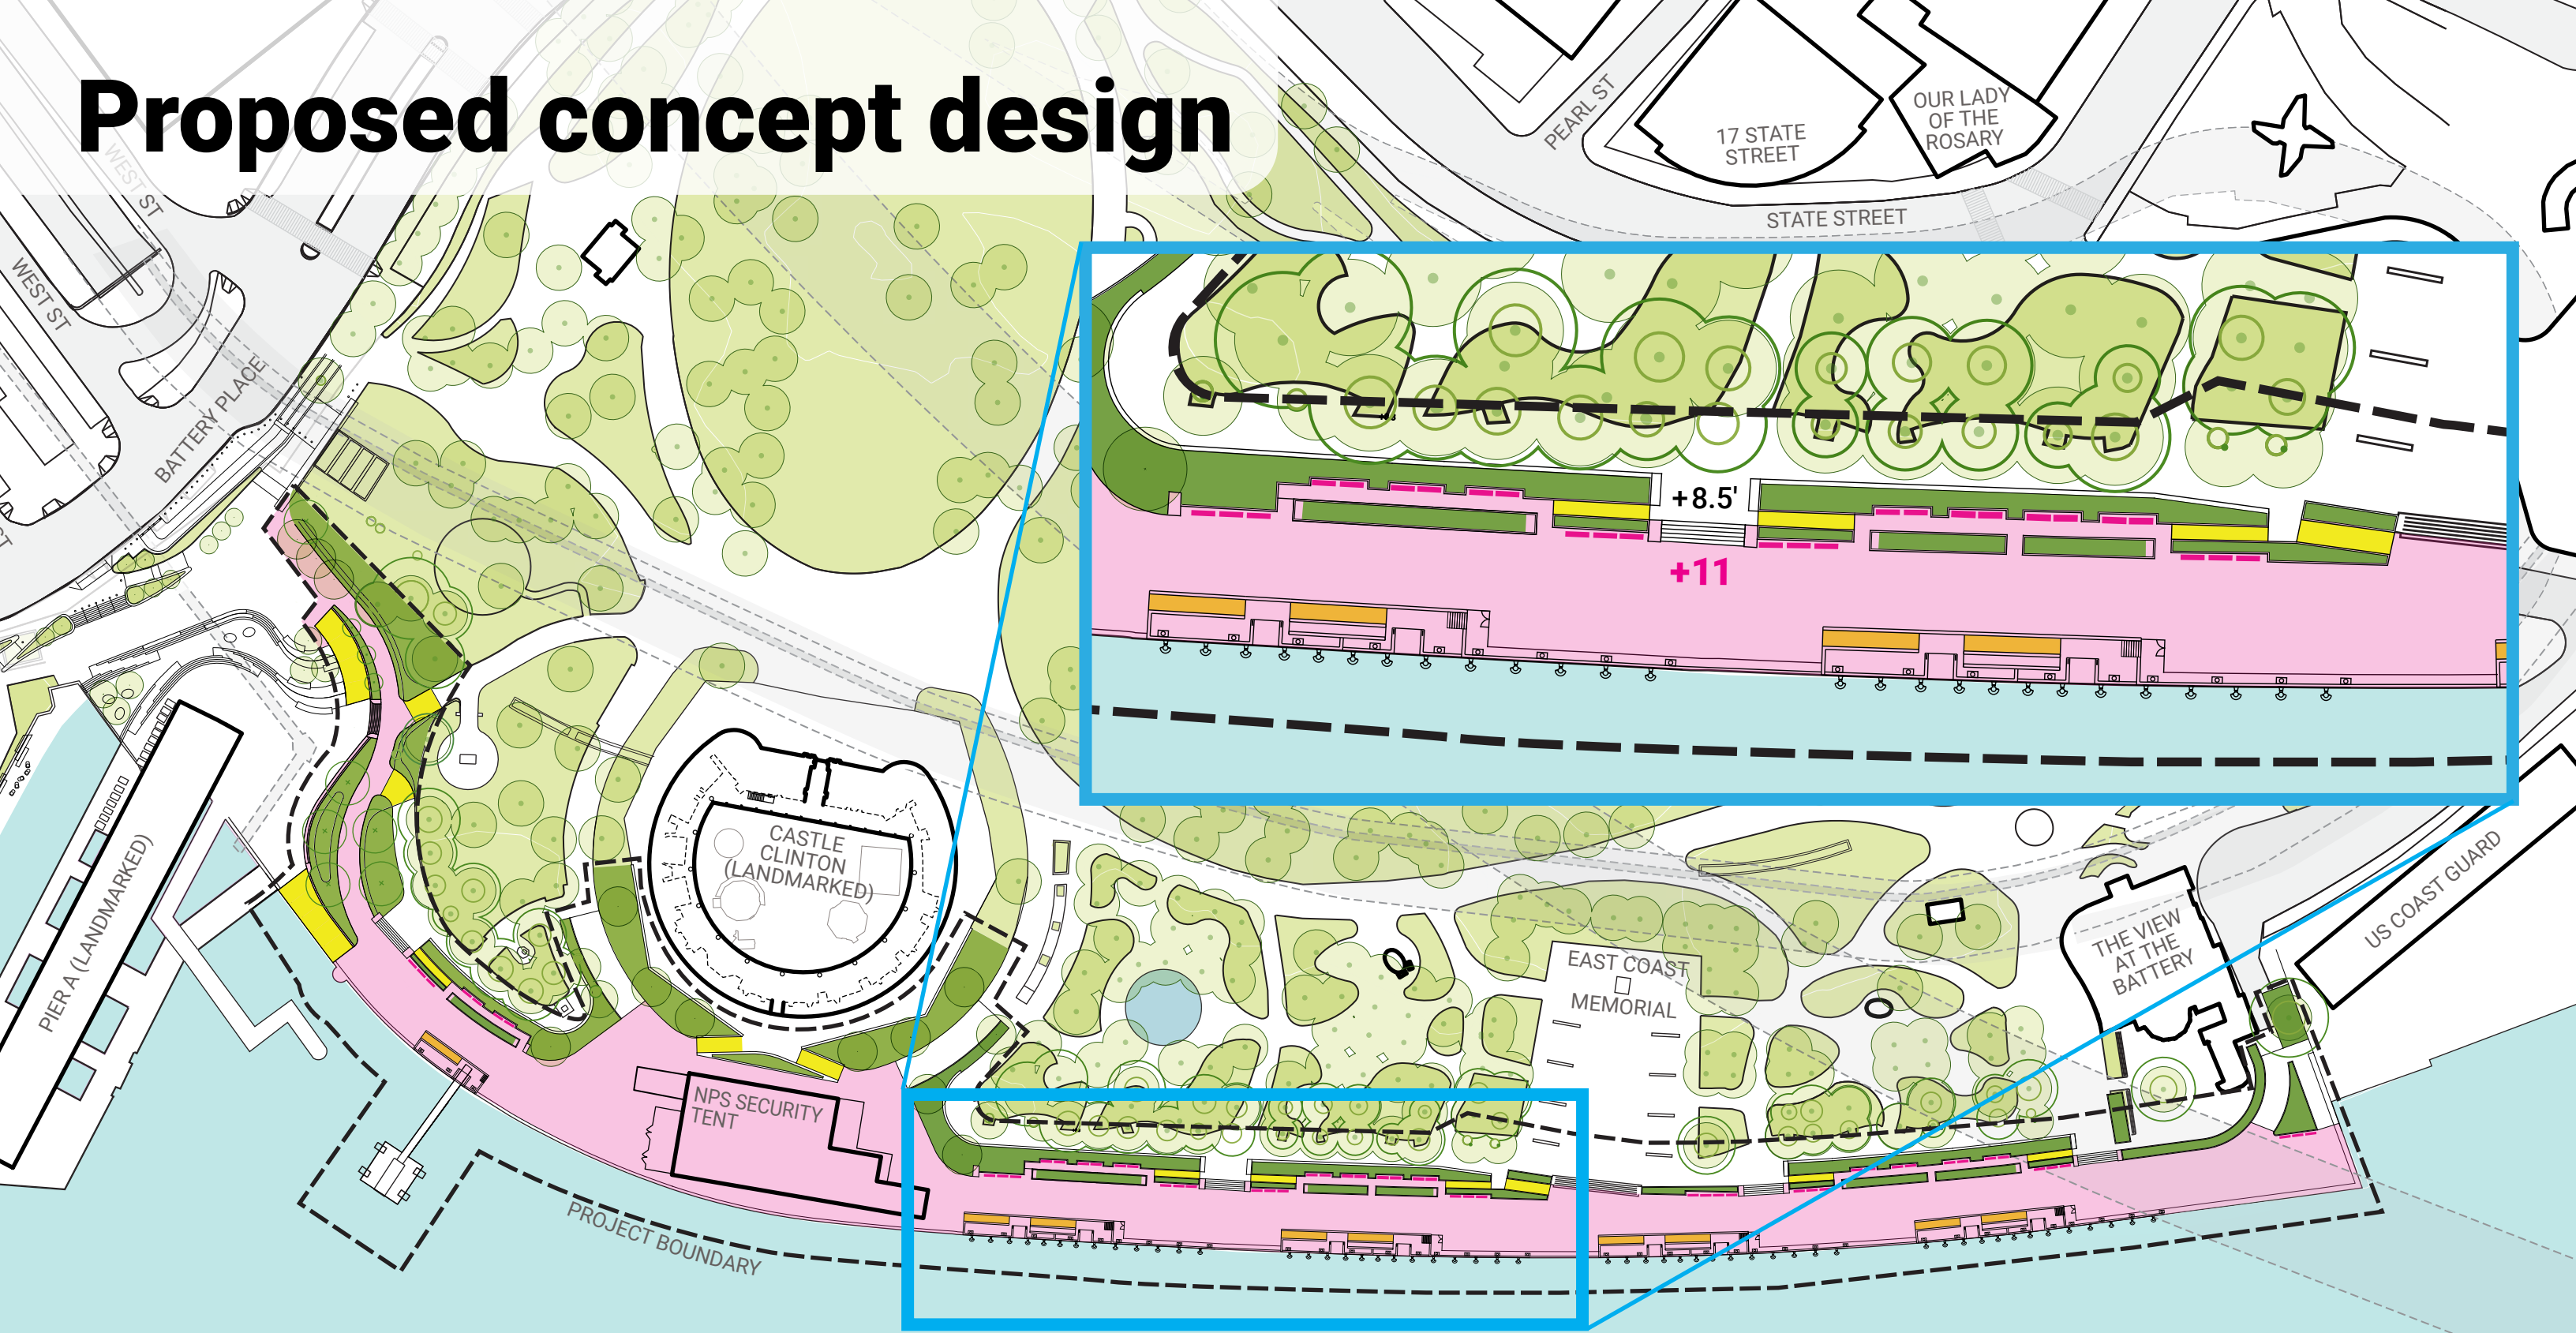 Proposed concept design
WEST ST
WEST ST
BATTERY PLACE
PEARL ST
17 STATE
STREET
OUR LADY
OF THE
ROSARY
STATE STREET
+8.5'
+11
PIER A (LANDMARKED)
CASTLE
CLINTON
(LANDMARKED)
NPS SECURITY
TENT
PROJECT BOUNDARY
EAST COAST
MEMORIAL
THE VIEW
AT THE
BATTERY
US COAST GUARD